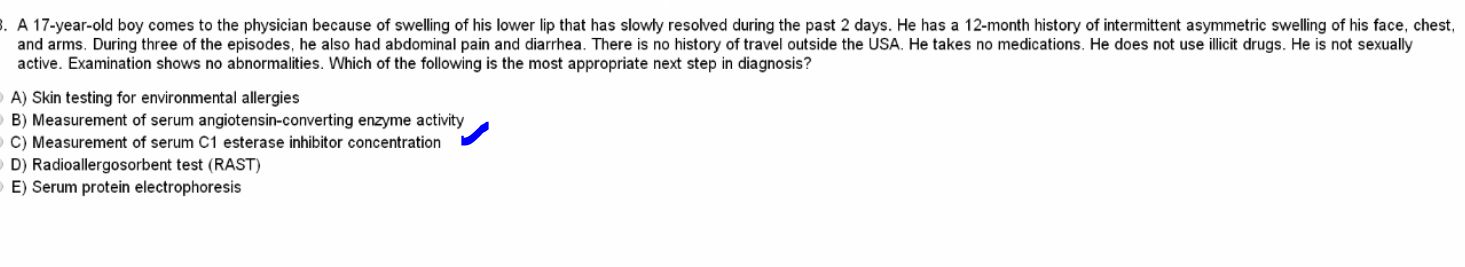 3. A 17-year-old boy comes to the physician because of swelling of his lower lip that has slowly resolved during the past 2 days. He has a 12-month history of intermittent asymmetric swelling of his face, chest,
and arms. During three of the episodes, he also had abdominal pain and diarrhea. There is no history of travel outside the USA. He takes no medications. He does not use illicit drugs. He is not sexually
active. Examination shows no abnormalities. Which of the following is the most appropriate next step in diagnosis?
A) Skin testing for environmental allergies
B) Measurement of serum angiotensin-converting enzyme activity
C) Measurement of serum C1 esterase inhibitor concentration
D) Radioallergosorbent test (RAST)
E) Serum protein electrophoresis